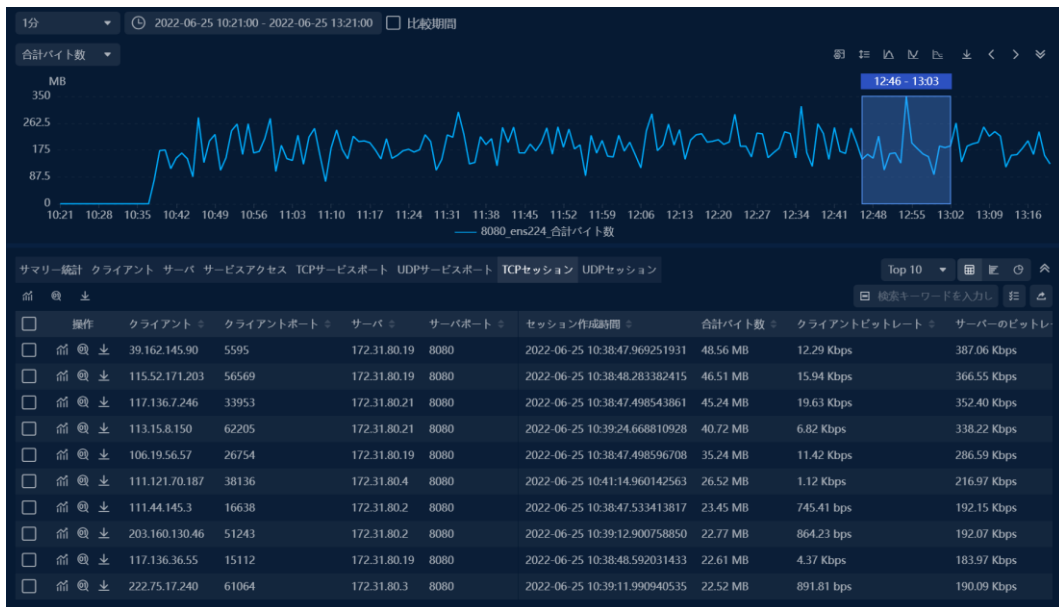 1分 2022-06-25 10:21:00 - 2022-06-25 13:21:00 比較期間
合計バイト数
MB 12:46 - 13:03
350
262.5
175
87.5
0
10:21 10:28 10:35 10:42 10:49 10:56 11:03 11:10 11:17 11:24 11:31 11:38 11:45 11:52 11:59 12:06 12:13 12:20 12:27 12:34 12:41 12:48 12:55 13:02 13:09 13:16
8080_ens224_合計バイト数
サマリー統計 クライアント サーバ サービスアクセス TCPサービスポート UDPサービスポート TCPセッション UDPセッション Top 10
検索キーワードを入力し
操作 クライアント クライアントポート サーバ サーバポート セッション作成時間 合計バイト数 クライアントビットレート サーバーのビットレ
39.162.145.90 5595 172.31.80.19 8080 2022-06-25 10:38:47.969251931 48.56 MB 12.29 Kbps 387.06 Kbps
115.52.171.203 56569 172.31.80.19 8080 2022-06-25 10:38:48.283382415 46.51 MB 15.94 Kbps 366.55 Kbps
117.136.7.246 33953 172.31.80.21 8080 2022-06-25 10:38:47.498543861 45.24 MB 19.63 Kbps 352.40 Kbps
113.15.8.150 62205 172.31.80.21 8080 2022-06-25 10:39:24.668810928 40.72 MB 6.82 Kbps 338.22 Kbps
106.19.56.57 26754 172.31.80.19 8080 2022-06-25 10:38:47.498596708 35.24 MB 11.42 Kbps 286.59 Kbps
111.121.70.187 38136 172.31.80.4 8080 2022-06-25 10:41:14.960142563 26.52 MB 1.12 Kbps 216.97 Kbps
111.44.145.3 16638 172.31.80.2 8080 2022-06-25 10:38:47.533413817 23.45 MB 745.41 bps 192.15 Kbps
203.160.130.46 51243 172.31.80.2 8080 2022-06-25 10:39:12.900758850 22.77 MB 864.23 bps 192.07 Kbps
117.136.36.55 15112 172.31.80.19 8080 2022-06-25 10:38:48.592031433 22.61 MB 4.37 Kbps 183.97 Kbps
222.75.17.240 61064 172.31.80.3 8080 2022-06-25 10:39:11.990940535 22.52 MB 891.81 bps 190.09 Kbps